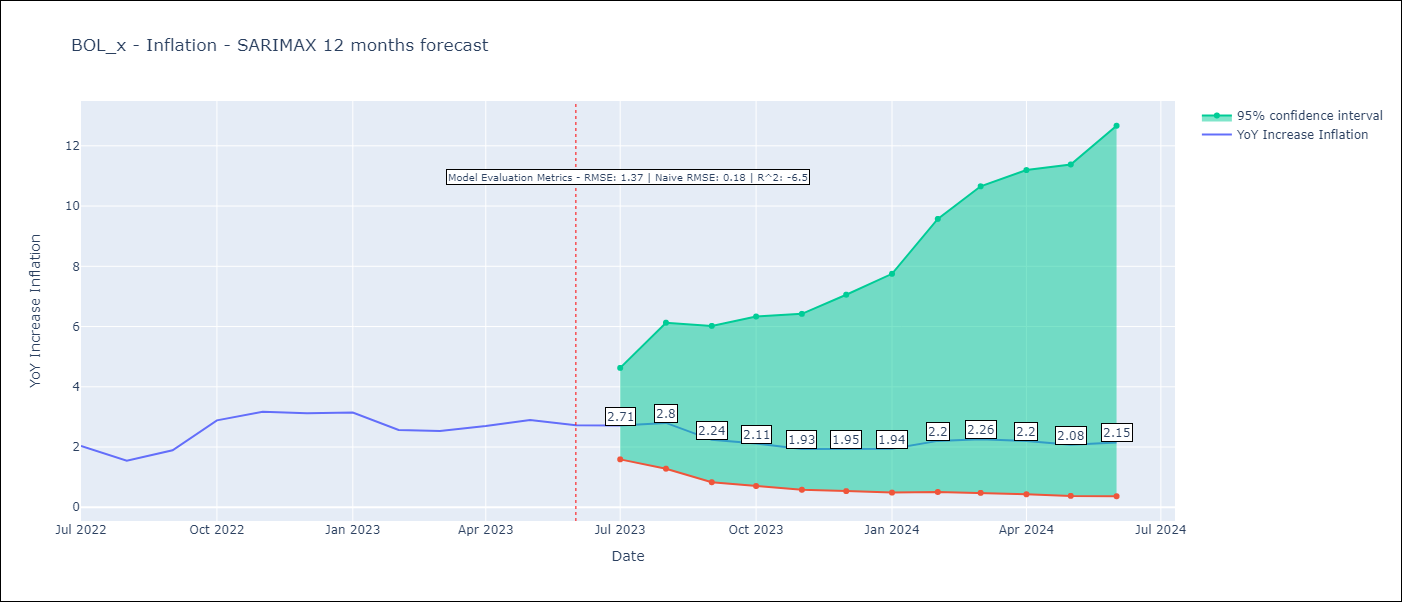 BOL_x - Inflation - SARIMAX 12 months forecast
95% confidence interval
YoY Increase Inflation
Model Evaluation Metrics - RMSE: 1.37 | Naive RMSE: 0.18 | R^2: -6.5
YoY Increase Inflation
12
10
8
6
4
2
0
2.71
2.8
2.24
2.11
1.93
1.95
1.94
2.2
2.26
2.2
2.08
2.15
Jul 2022
Oct 2022
Jan 2023
Apr 2023
Jul 2023
Oct 2023
Jan 2024
Apr 2024
Jul 2024
Date